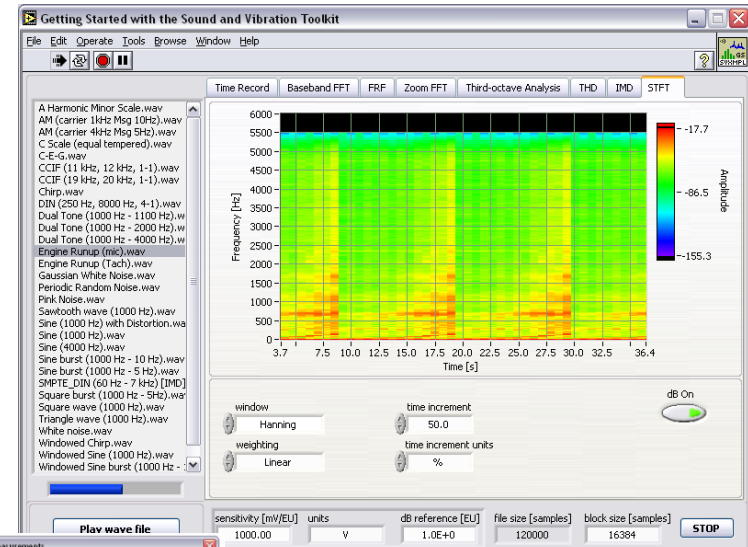 Getting Started with the Sound and Vibration Toolkit
File Edit Operate Tools Browse Window Help
Time Record Baseband FFT FRF Zoom FFT Third-octave Analysis THD IMD STFT
A Harmonic Minor Scale.wav
AM (carrier 1kHz Msg 10Hz).wav
AM (carrier 4kHz Msg 5Hz).wav
C Scale (equal tempered).wav
C-E-G.wav
CCIF (11 kHz, 12 kHz, 1-1).wav
CCIF (19 kHz, 20 kHz, 1-1).wav
Chirp.wav
DIN (250 Hz, 8000 Hz, 4-1).wav
Dual Tone (1000 Hz - 1100 Hz).w
Dual Tone (1000 Hz - 2000 Hz).w
Dual Tone (1000 Hz - 4000 Hz).w
Engine Runup (mic).wav
Engine Runup (Tach).wav
Gaussian White Noise.wav
Periodic Random Noise.wav
Pink Noise.wav
Sawtooth wave (1000 Hz).wav
Sine (1000 Hz) with Distortion.wa
Sine (1000 Hz).wav
Sine (4000 Hz).wav
Sine burst (1000 Hz - 10 Hz).wav
Sine burst (1000 Hz - 5 Hz).wav
SMPTE_DIN (60 Hz - 7 kHz) [IMD]
Square burst (1000 Hz - 5Hz).wav
Square wave (1000 Hz).wav
Triangle wave (1000 Hz).wav
White noise.wav
Windowed Chirp.wav
Windowed Sine (1000 Hz).wav
Windowed Sine burst (1000 Hz -
Play wave file
Frequency [Hz]
6000
5500
5000
4500
4000
3500
3000
2500
2000
1500
1000
500
0
3.7 7.5 10.0 12.5 15.0 17.5 20.0 22.5 25.0 27.5 30.0 32.5 36.4
Time [s]
-17.7
-86.5
-155.3
Amplitude
window
Hanning
weighting
Linear
time increment
50.0
time increment units
%
dB On
sensitivity [mV/EU] units dB reference [EU] file size [samples] block size [samples]
1000.00 V 1.0E+0 120000 16384
STOP